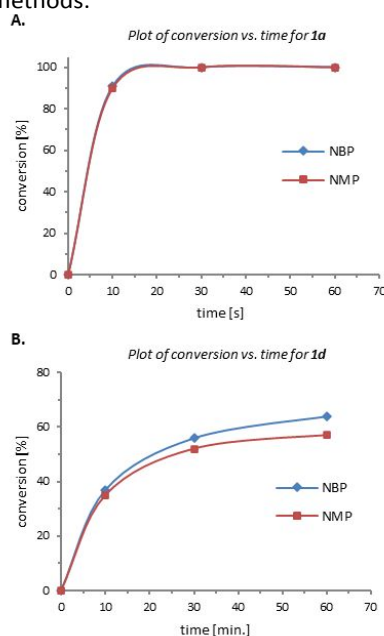 methods.
A.
Plot of conversion vs. time for 1a
100
80
60
40
20
0
conversion [%]
NBP
NMP
0 10 20 30 40 50 60 70
time [s]
B.
Plot of conversion vs. time for 1d
80
60
40
20
0
conversion [%]
NBP
NMP
0 10 20 30 40 50 60 70
time [min.]